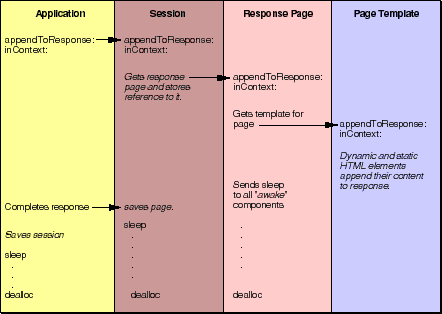 Application
appendToResponse:
inContext:
Completes response
Saves session
sleep
.
.
.
dealloc
Session
appendToResponse:
inContext:
Gets response
page and stores
reference to it.
saves page.
sleep
.
.
.
.
.
dealloc
Response Page
appendToResponse:
inContext:
Gets template for
page
Sends sleep
to all "awake"
components
.
.
.
.
.
dealloc
Page Template
appendToResponse:
inContext:
Dynamic and static
HTML elements
append their content
to response.